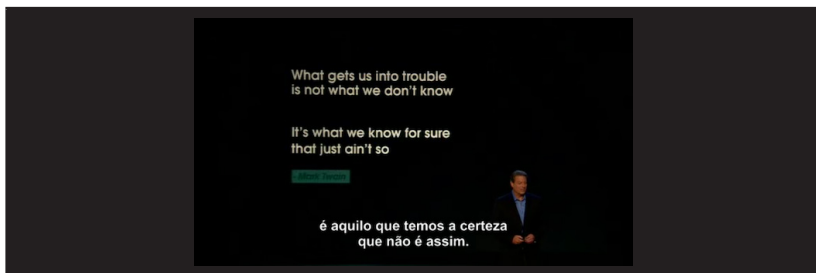 What gets us into trouble
is not what we don't know
It's what we know for sure
that just ain't so
- Mark Twain
é aquilo que temos a certeza
que não é assim.